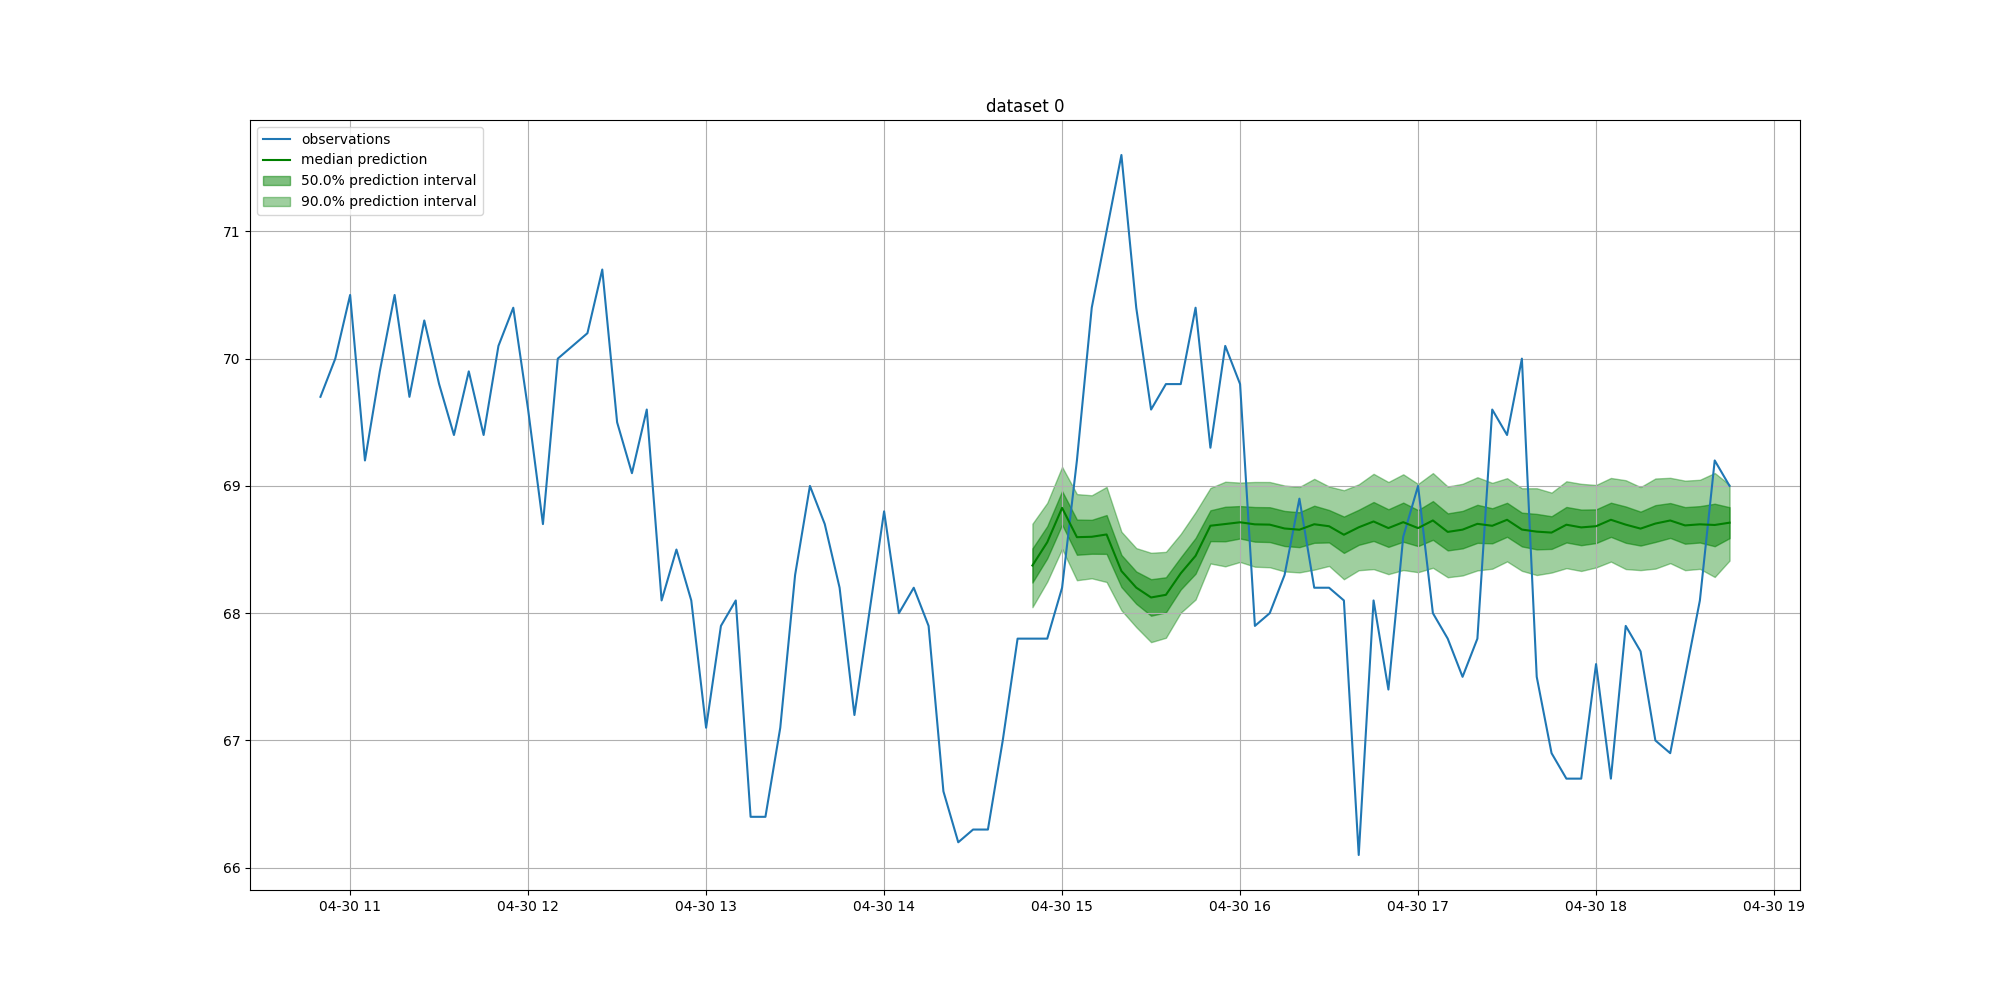 dataset 0
observations
median prediction
50.0% prediction interval
90.0% prediction interval
71
70
69
68
67
66
04-30 11 04-30 12 04-30 13 04-30 14 04-30 15 04-30 16 04-30 17 04-30 18 04-30 19